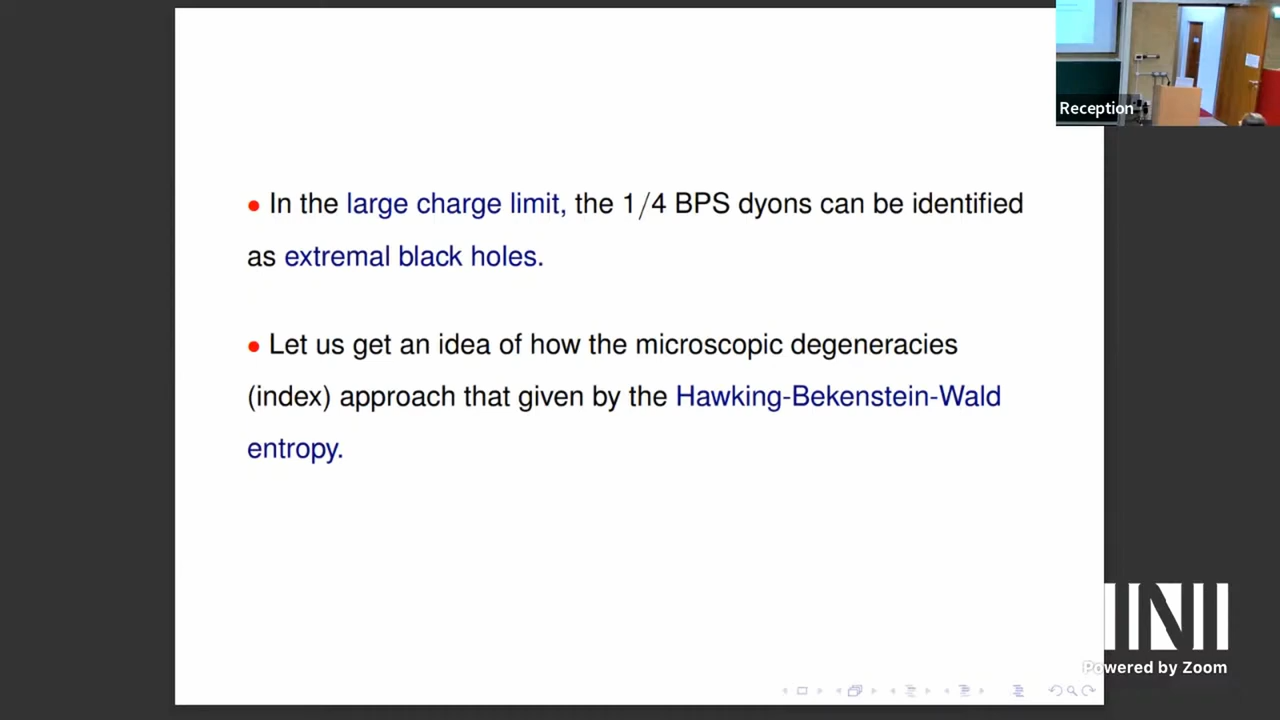 Reception
• In the large charge limit, the 1/4 BPS dyons can be identified
as extremal black holes.
• Let us get an idea of how the microscopic degeneracies
(index) approach that given by the Hawking-Bekenstein-Wald
entropy.
Powered by Zoom